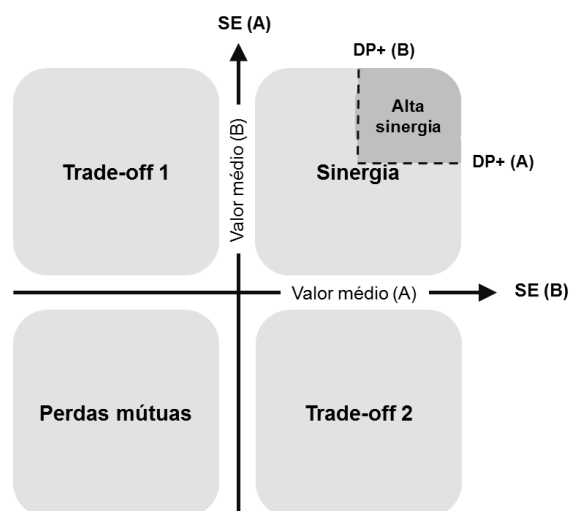 SE (A)
DP+ (B)
Alta
sinergia
Valor médio (B)
Trade-off 1
Sinergia
DP+ (A)
Valor médio (A)
SE (B)
Perdas mútuas
Trade-off 2